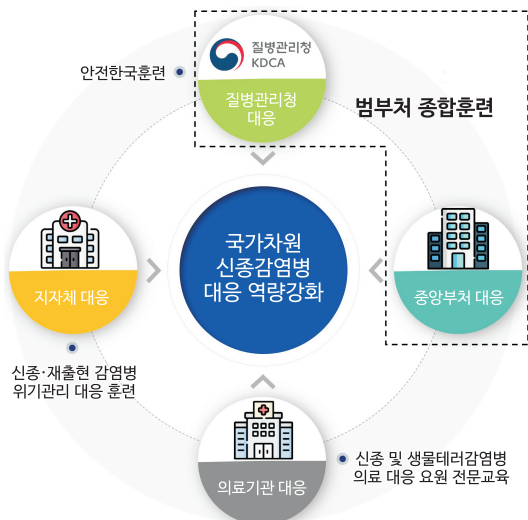 질병관리청
KDCA
안전한국훈련
질병관리청
대응
범부처 종합훈련
국가차원
신종감염병
대응 역량강화
지자체 대응
중앙부처 대응
신종·재출현 감염병
위기관리 대응 훈련
의료기관 대응
신종 및 생물테러감염병
의료 대응 요원 전문교육